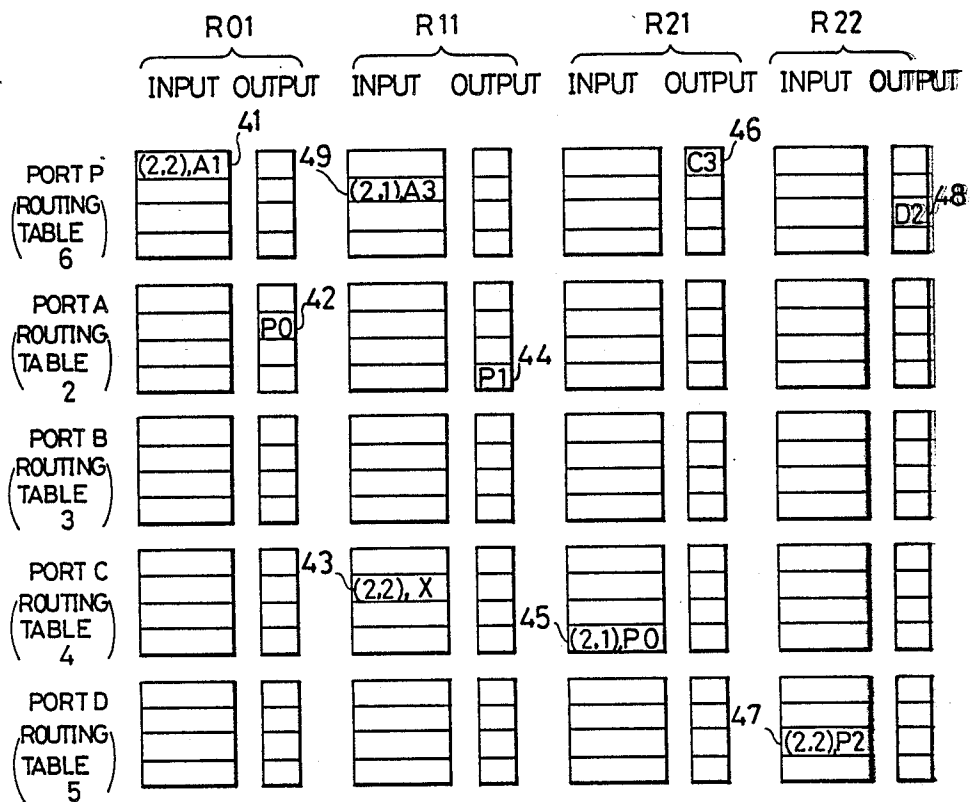 R01 R11 R21 R22
INPUT OUTPUT INPUT OUTPUT INPUT OUTPUT INPUT OUTPUT
41 49 46 48
PORT P
(ROUTING TABLE 6)
(2,2),A1 (2,1),A3 C3 D2
42 44
PORT A
(ROUTING TABLE 2)
P0 P1
PORT B
(ROUTING TABLE 3)
43 45
PORT C
(ROUTING TABLE 4)
(2,2), X (2,1),P0
47
PORT D
(ROUTING TABLE 5)
(2,2),P2